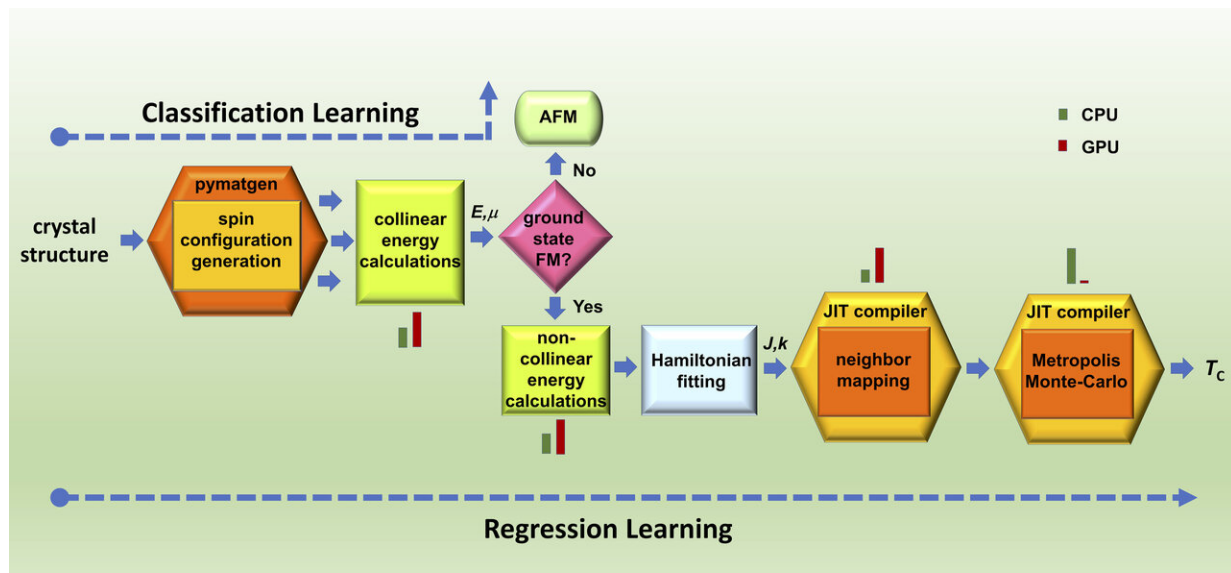 Classification Learning
AFM
CPU
GPU
No
pymatgen
spin
configuration
generation
crystal
structure
collinear
energy
calculations
E,μ
ground
state
FM?
Yes
non-
collinear
energy
calculations
Hamiltonian
fitting
J,k
JIT compiler
neighbor
mapping
JIT compiler
Metropolis
Monte-Carlo
TC
Regression Learning